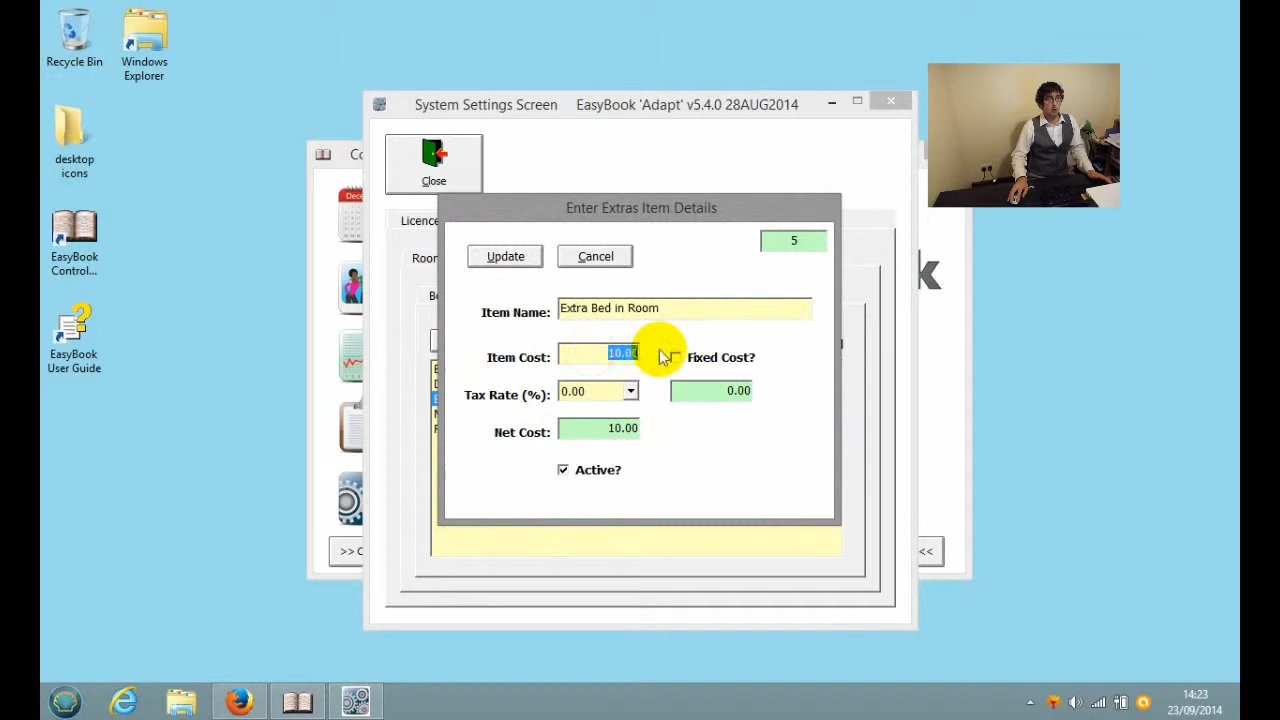 Recycle Bin
Windows
Explorer
desktop
icons
EasyBook
Control...
EasyBook
User Guide
System Settings Screen EasyBook 'Adapt' v5.4.0 28AUG2014
Close
Licence
Enter Extras Item Details
5
Update
Cancel
Item Name: Extra Bed in Room
Item Cost: 10.00
Fixed Cost?
Tax Rate (%): 0.00
0.00
Net Cost: 10.00
Active?
>>
<<
k
14:23
23/09/2014